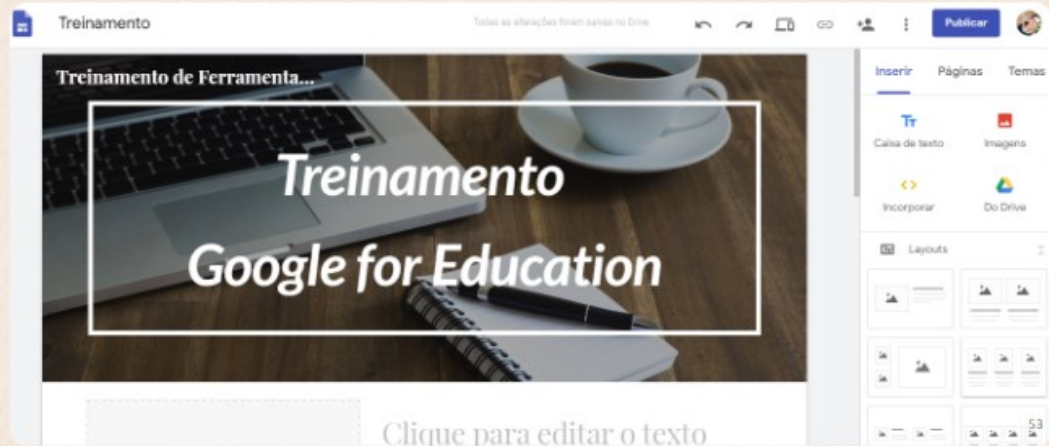 Treinamento
Todas as alterações foram salvas no Drive
Publicar
Treinamento de Ferramenta...
Treinamento
Google for Education
Clique para editar o texto
Inserir Páginas Temas
Tт Caixa de texto
Imagens
Incorporar
Do Drive
Layouts
53